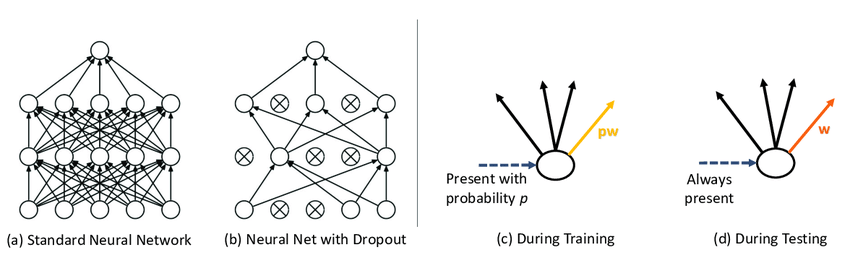 pw
w
Present with
probability p
Always
present
(a) Standard Neural Network
(b) Neural Net with Dropout
(c) During Training
(d) During Testing